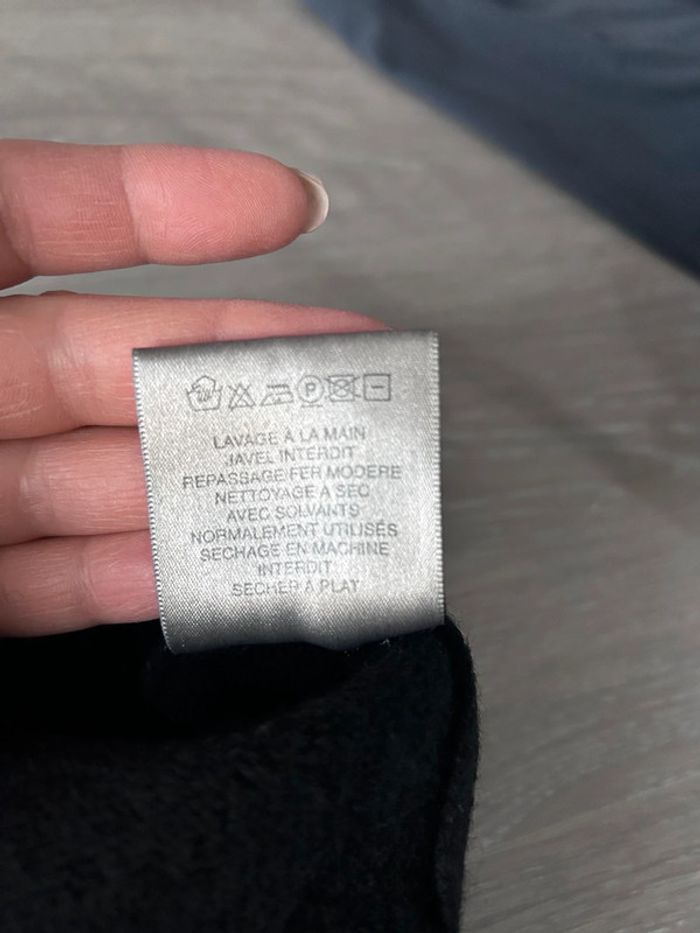 P
LAVAGE A LA MAIN
JAVEL INTERDIT
REPASSAGE FER MODERE
NETTOYAGE A SEC
AVEC SOLVANTS
NORMALEMENT UTILISÉS
SECHAGE EN MACHINE
INTERDIT
SECHER A PLAT